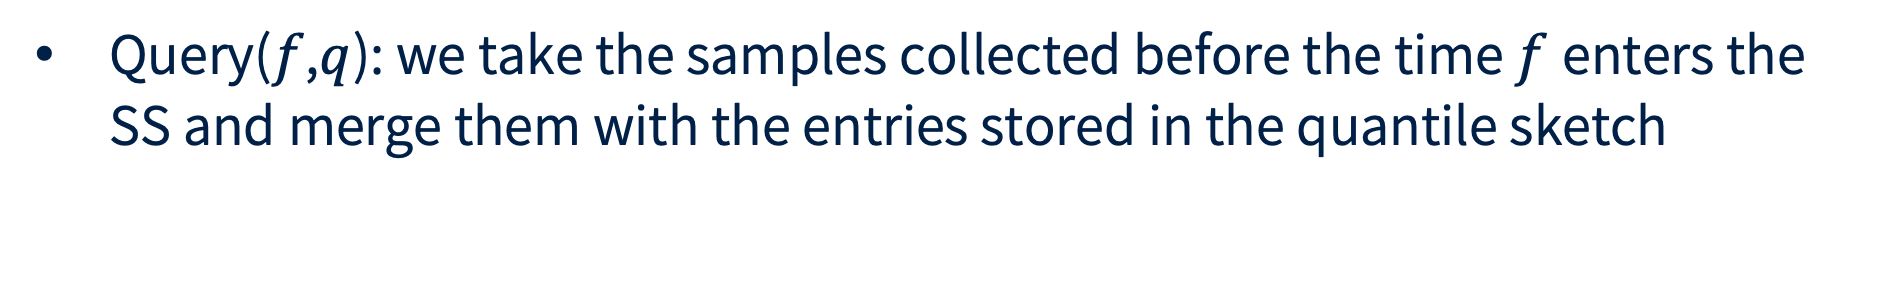 • Query(f,q): we take the samples collected before the time f enters the
SS and merge them with the entries stored in the quantile sketch